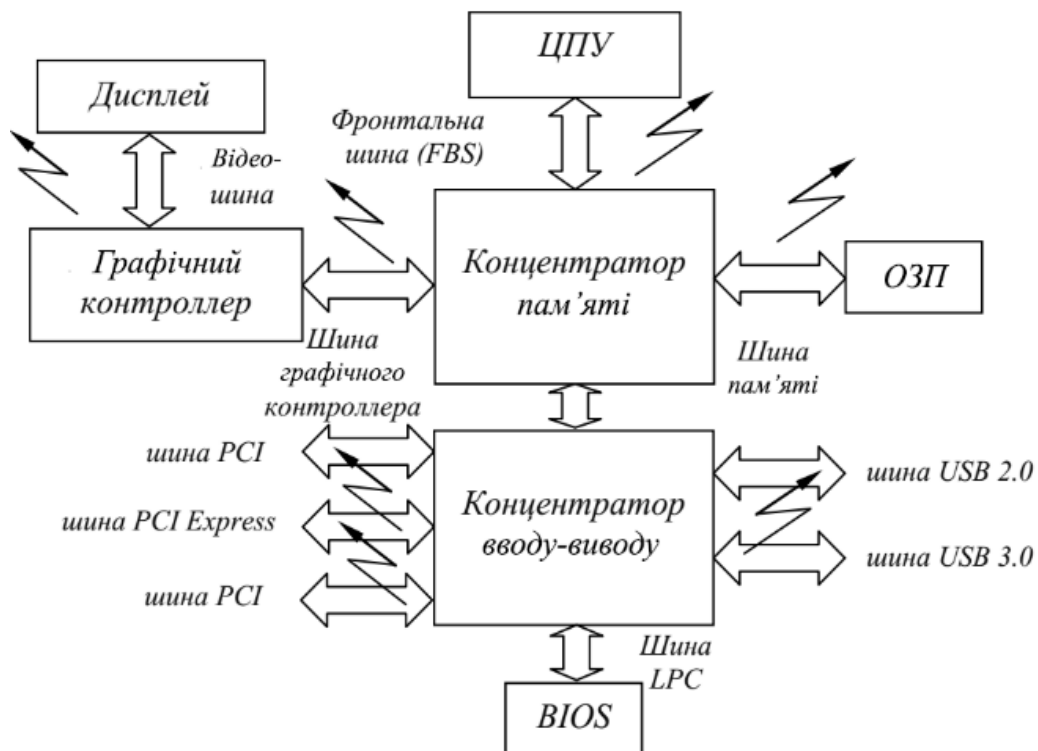 ЦПУ
Дисплей
Фронтальна
шина (FBS)
Відео-
шина
Графічний
контроллер
Концентратор
пам’яті
ОЗП
Шина
графічного
контроллера
Шина
пам’яті
шина PCI
шина PCI Express
шина PCI
Концентратор
вводу-виводу
шина USB 2.0
шина USB 3.0
Шина
LPC
BIOS